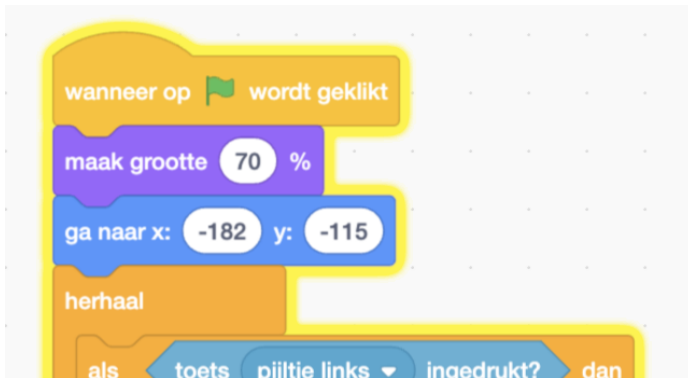 wanneer op wordt geklikt
maak grootte 70 %
ga naar x: -182 y: -115
herhaal
als toets pijltje links ingedrukt? dan